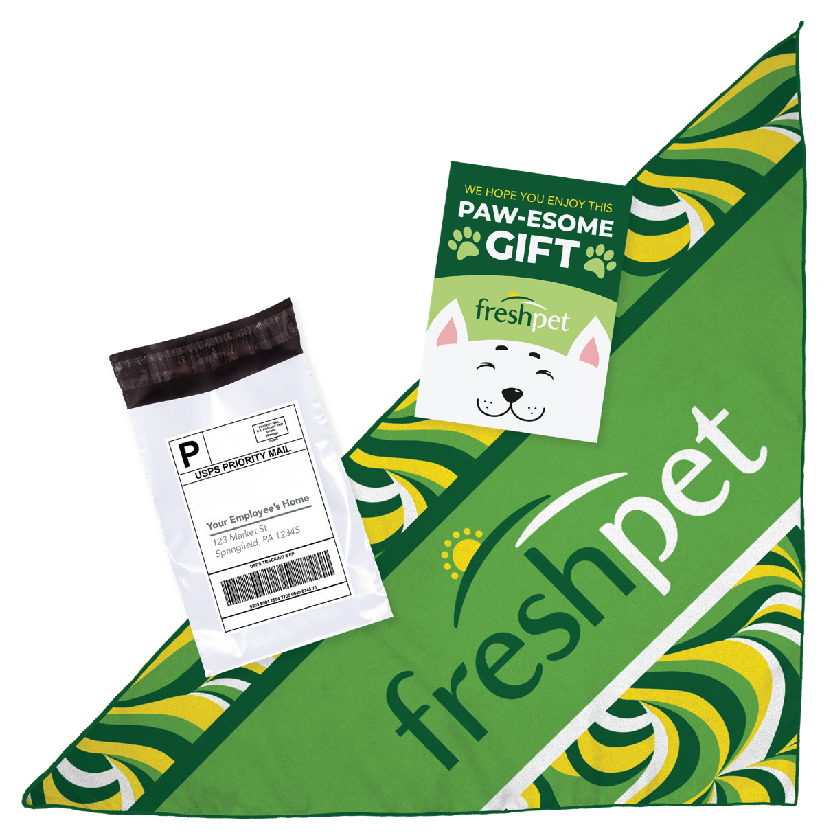 WE HOPE YOU ENJOY THIS
PAW-ESOME
GIFT
freshpet
P
USPS PRIORITY MAIL
Your Employee's Home
123 Market St
Springfield, PA 12345
freshpet